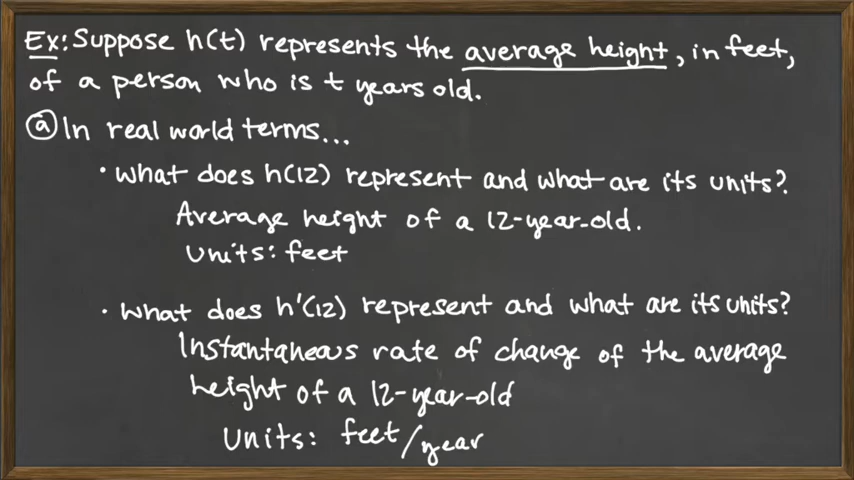 Ex: Suppose h(t) represents the average height, in feet,
of a person who is t years old.
(a) In real world terms...
• What does h(12) represent and what are its units?
Average height of a 12-year-old.
Units: feet
• What does h'(12) represent and what are its units?
Instantaneous rate of change of the average
height of a 12-year-old
Units: feet/year